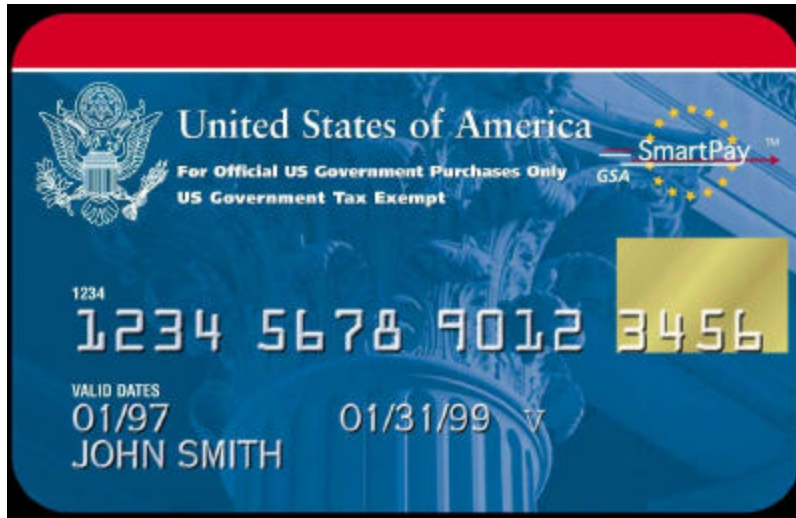 United States of America
For Official US Government Purchases Only
US Government Tax Exempt
SmartPay ™
GSA
1234
1234 5678 9012 3456
VALID DATES
01/97 01/31/99 V
JOHN SMITH